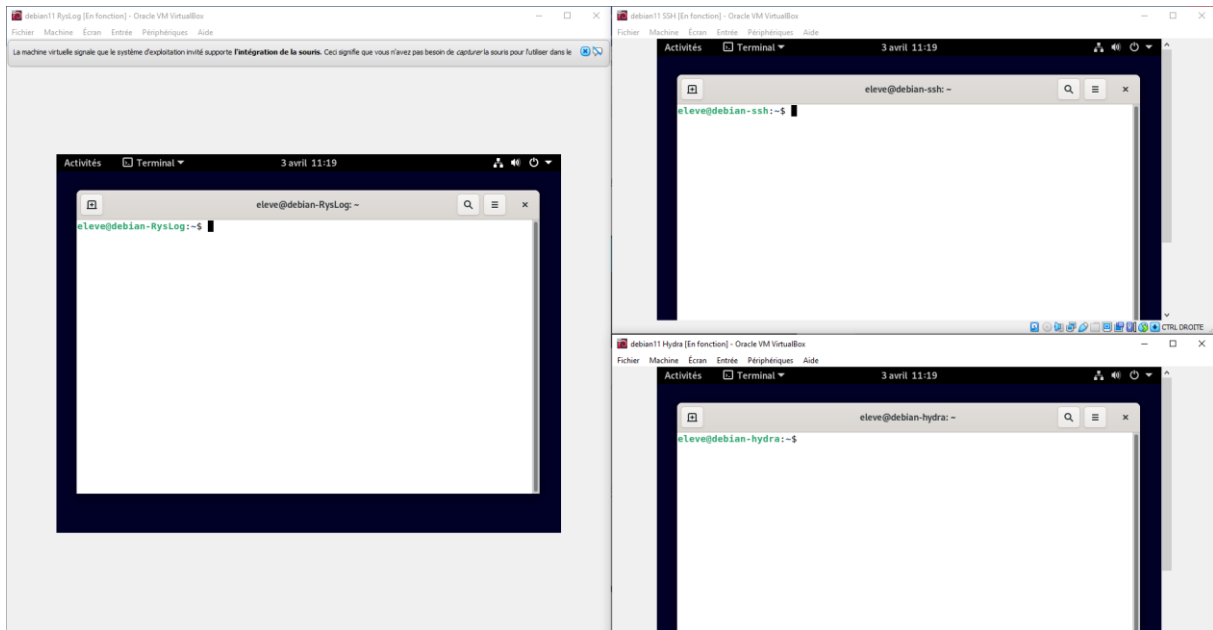 debian11 RysLog [En fonction] - Oracle VM VirtualBox
Fichier Machine Écran Entrée Périphériques Aide
La machine virtuelle signale que le système d'exploitation invité supporte l'intégration de la souris. Ceci signifie que vous n'avez pas besoin de capturer la souris pour l'utiliser dans le
Activités Terminal 3 avril 11:19
eleve@debian-RysLog: ~
eleve@debian-RysLog:~$
debian11 SSH [En fonction] - Oracle VM VirtualBox
Fichier Machine Écran Entrée Périphériques Aide
Activités Terminal 3 avril 11:19
eleve@debian-ssh: ~
eleve@debian-ssh:~$
CTRL DROITE
debian11 Hydra [En fonction] - Oracle VM VirtualBox
Fichier Machine Écran Entrée Périphériques Aide
Activités Terminal 3 avril 11:19
eleve@debian-hydra: ~
eleve@debian-hydra:~$